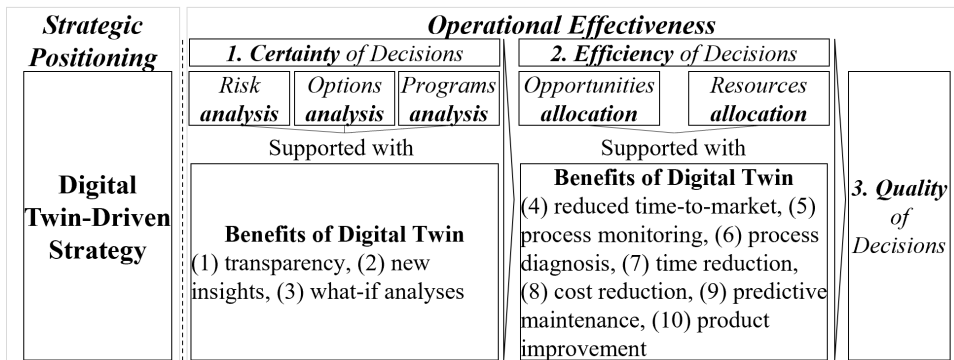 Strategic
Positioning
Operational Effectiveness
1. Certainty of Decisions
2. Efficiency of Decisions
Risk
analysis
Options
analysis
Programs
analysis
Opportunities
allocation
Resources
allocation
Supported with
Supported with
Digital
Twin-Driven
Strategy
Benefits of Digital Twin
(1) transparency, (2) new
insights, (3) what-if analyses
Benefits of Digital Twin
(4) reduced time-to-market, (5)
process monitoring, (6) process
diagnosis, (7) time reduction,
(8) cost reduction, (9) predictive
maintenance, (10) product
improvement
3. Quality
of
Decisions